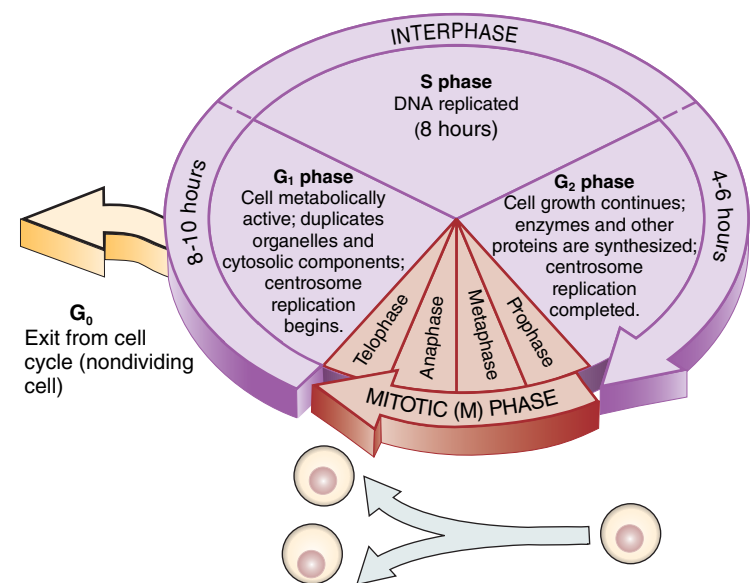 INTERPHASE
S phase
DNA replicated
(8 hours)
8-10 hours
G₁ phase
Cell metabolically
active; duplicates
organelles and
cytosolic components;
centrosome
replication
begins.
4-6 hours
G₂ phase
Cell growth continues;
enzymes and other
proteins are synthesized;
centrosome
replication
completed.
G₀
Exit from cell
cycle (nondividing
cell)
Telophase
Anaphase
Metaphase
Prophase
MITOTIC (M) PHASE